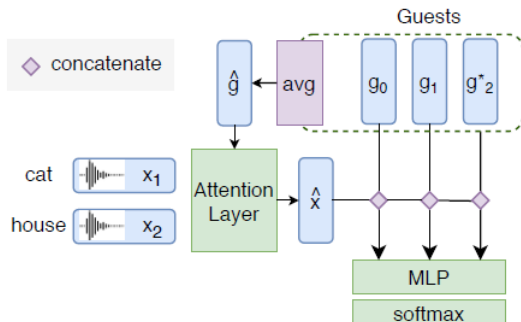 Guests
concatenate
ĝ
avg
g₀
g₁
g*₂
cat
x₁
Attention
Layer
x̂
house
x₂
MLP
softmax